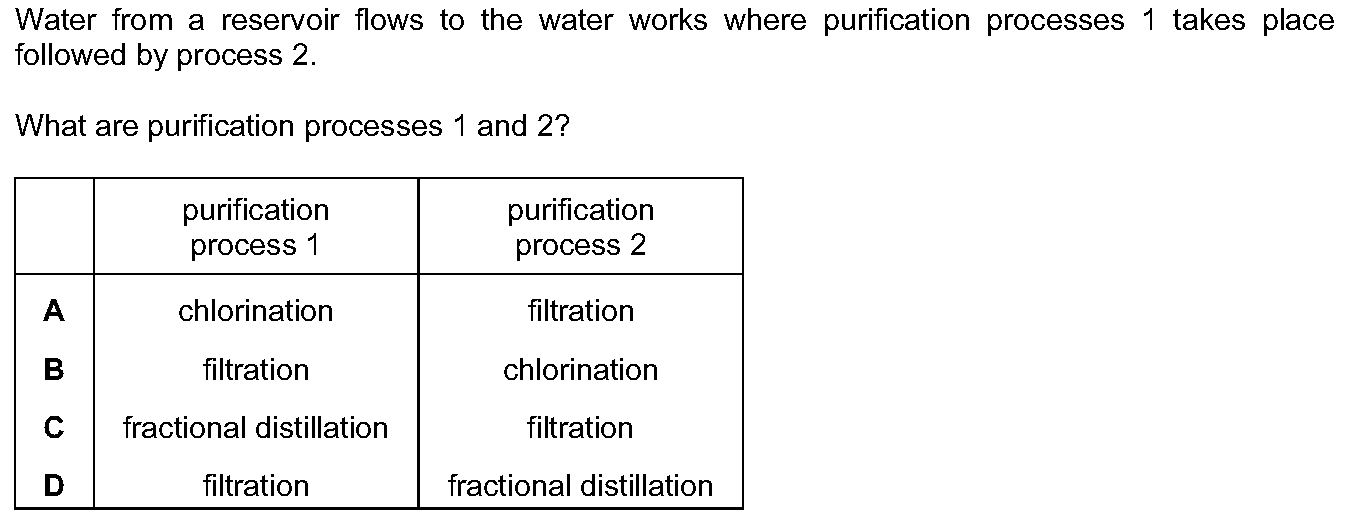 Water from a reservoir flows to the water works where purification processes 1 takes place
followed by process 2.
What are purification processes 1 and 2?
purification process 1 purification process 2
A chlorination filtration
B filtration chlorination
C fractional distillation filtration
D filtration fractional distillation